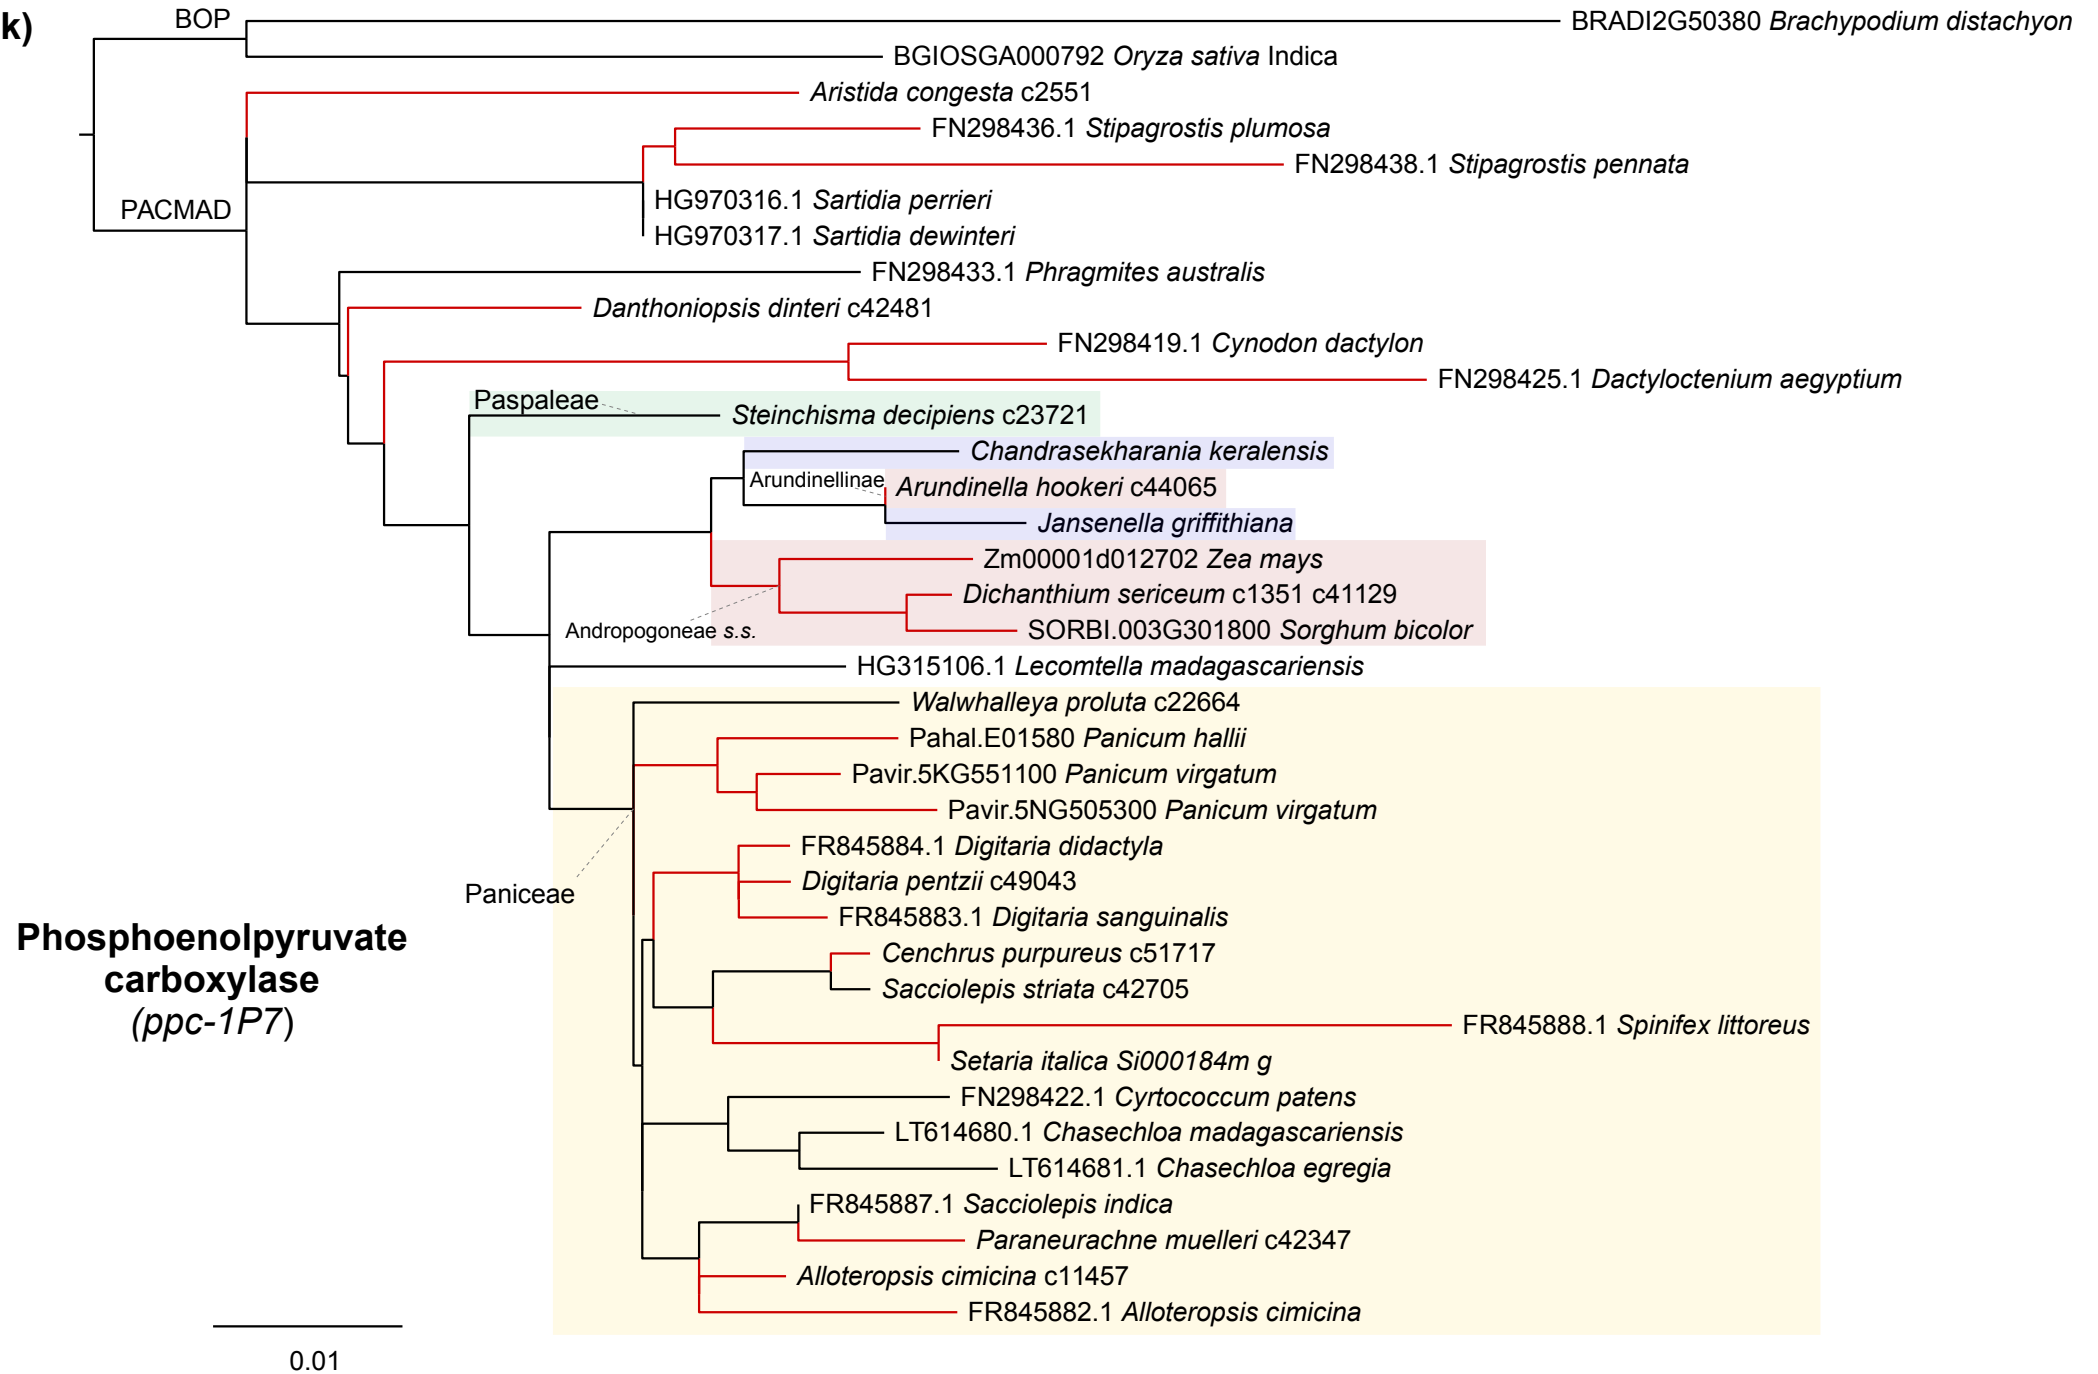 k)
BOP
BRADI2G50380 Brachypodium distachyon
BGIOSGA000792 Oryza sativa Indica
Aristida congesta c2551
FN298436.1 Stipagrostis plumosa
FN298438.1 Stipagrostis pennata
HG970316.1 Sartidia perrieri
PACMAD
HG970317.1 Sartidia dewinteri
FN298433.1 Phragmites australis
Danthoniopsis dinteri c42481
FN298419.1 Cynodon dactylon
FN298425.1 Dactyloctenium aegyptium
Paspaleae
Steinchisma decipiens c23721
Chandrasekharania keralensis
Arundinellinae
Arundinella hookeri c44065
Jansenella griffithiana
Zm00001d012702 Zea mays
Dichanthium sericeum c1351 c41129
Andropogoneae s.s.
SORBI.003G301800 Sorghum bicolor
HG315106.1 Lecomtella madagascariensis
Walwhalleya proluta c22664
Pahal.E01580 Panicum hallii
Pavir.5KG551100 Panicum virgatum
Pavir.5NG505300 Panicum virgatum
FR845884.1 Digitaria didactyla
Digitaria pentzii c49043
Paniceae
FR845883.1 Digitaria sanguinalis
Cenchrus purpureus c51717
Sacciolepis striata c42705
FR845888.1 Spinifex littoreus
Setaria italica Si000184m g
FN298422.1 Cyrtococcum patens
LT614680.1 Chasechloa madagascariensis
LT614681.1 Chasechloa egregia
FR845887.1 Sacciolepis indica
Paraneurachne muelleri c42347
Alloteropsis cimicina c11457
FR845882.1 Alloteropsis cimicina
Phosphoenolpyruvate
carboxylase
(ppc-1P7)
0.01